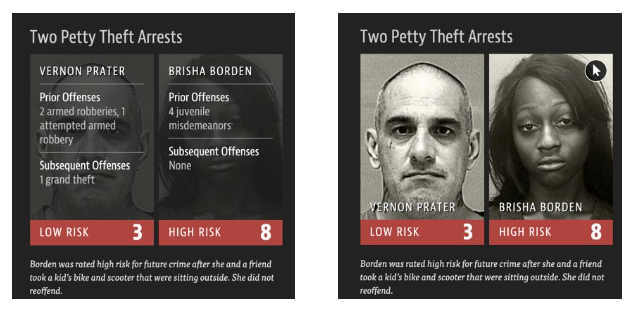 Two Petty Theft Arrests
VERNON PRATER
Prior Offenses
2 armed robberies, 1
attempted armed
robbery
Subsequent Offenses
1 grand theft
LOW RISK 3
BRISHA BORDEN
Prior Offenses
4 juvenile
misdemeanors
Subsequent Offenses
None
HIGH RISK 8
Borden was rated high risk for future crime after she and a friend
took a kid's bike and scooter that were sitting outside. She did not
reoffend.
Two Petty Theft Arrests
VERNON PRATER
LOW RISK 3
BRISHA BORDEN
HIGH RISK 8
Borden was rated high risk for future crime after she and a friend
took a kid's bike and scooter that were sitting outside. She did not
reoffend.